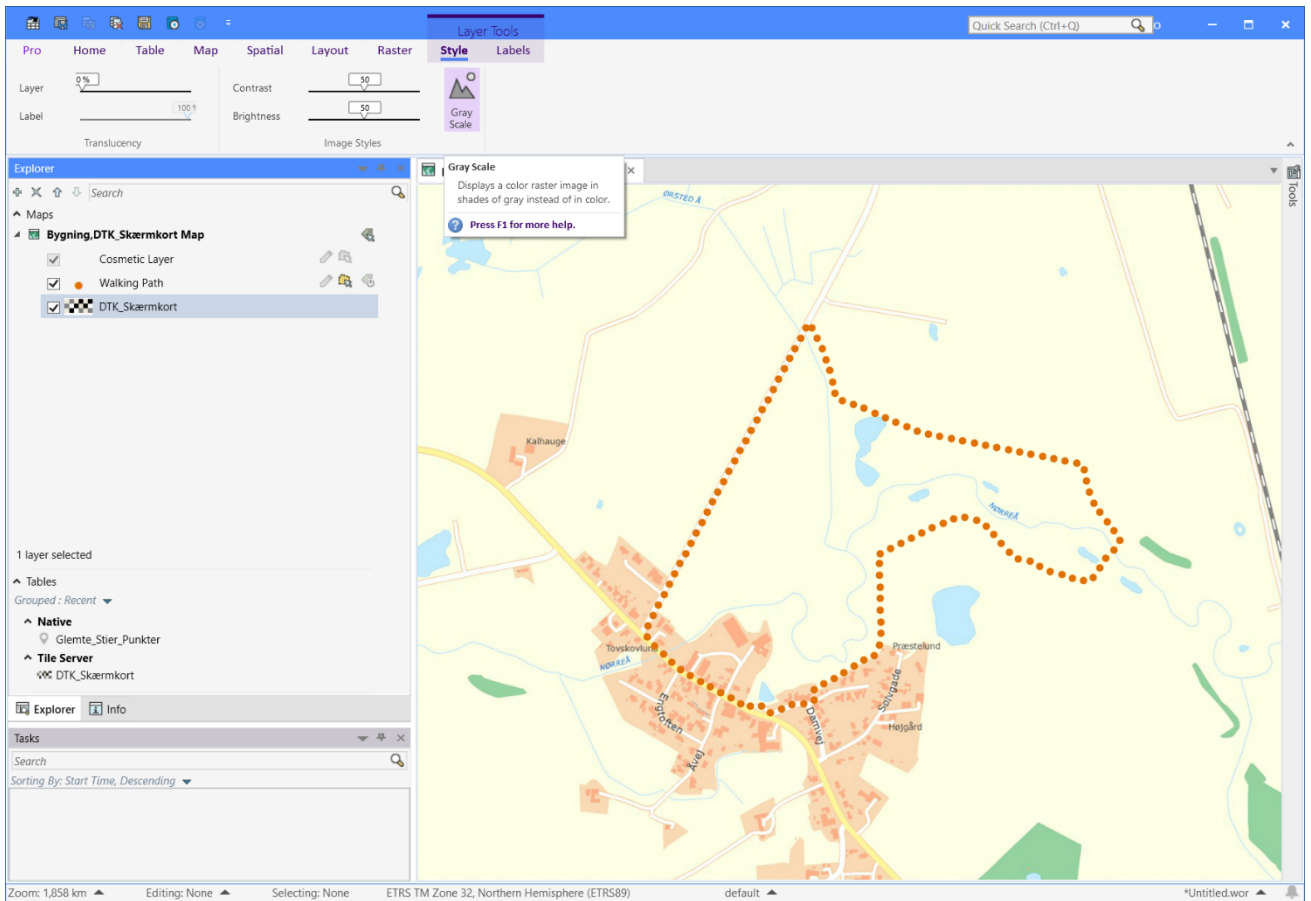 Layer Tools
Quick Search (Ctrl+Q)
Pro Home Table Map Spatial Layout Raster Style Labels
Layer 0 %
Label
Translucency
Contrast 50
Brightness 50
Image Styles
Gray
Scale
Gray Scale
Displays a color raster image in
shades of gray instead of in color.
Press F1 for more help.
Explorer
Search
Maps
Bygning,DTK_Skærmkort Map
Cosmetic Layer
Walking Path
DTK_Skærmkort
1 layer selected
Tables
Grouped : Recent
Native
Glemte_Stier_Punkter
Tile Server
DTK_Skærmkort
Explorer Info
Tasks
Search
Sorting By: Start Time, Descending
Tools
ØRSTED Å
Kalhauge
NØRREÅ
Tovskovlund
NØRREÅ
Præstelund
Engtoften
Damvej
Solvgade
Højgård
Åvej
Zoom: 1,858 km Editing: None Selecting: None ETRS TM Zone 32, Northern Hemisphere (ETRS89) default *Untitled.wor